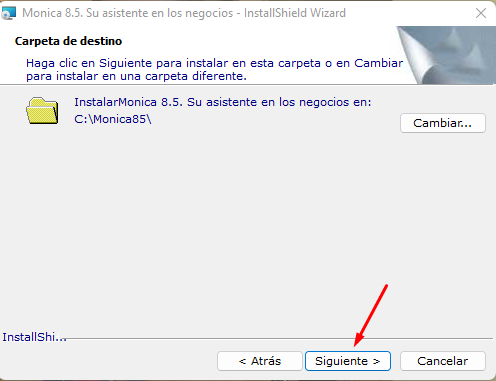 Monica 8.5. Su asistente en los negocios - InstallShield Wizard
Carpeta de destino
Haga clic en Siguiente para instalar en esta carpeta o en Cambiar
para instalar en una carpeta diferente.
InstalarMonica 8.5. Su asistente en los negocios en:
C:\Monica85\
Cambiar...
InstallShi...
< Atrás
Siguiente >
Cancelar